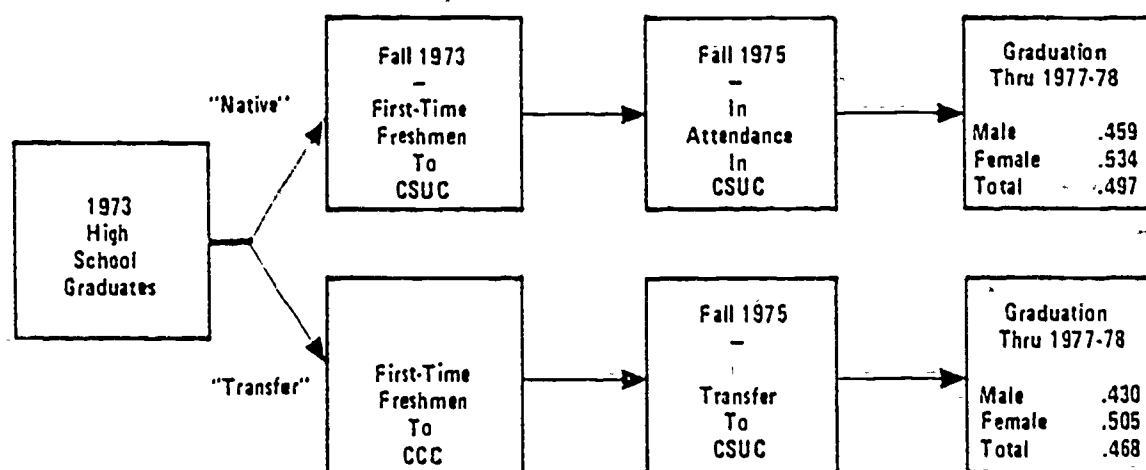 1973
High
School
Graduates
"Native"
Fall 1973
–
First-Time
Freshmen
To
CSUC
Fall 1975
–
In
Attendance
In
CSUC
Graduation
Thru 1977-78
Male .459
Female .534
Total .497
"Transfer"
First-Time
Freshmen
To
CCC
Fall 1975
–
Transfer
To
CSUC
Graduation
Thru 1977-78
Male .430
Female .505
Total .468